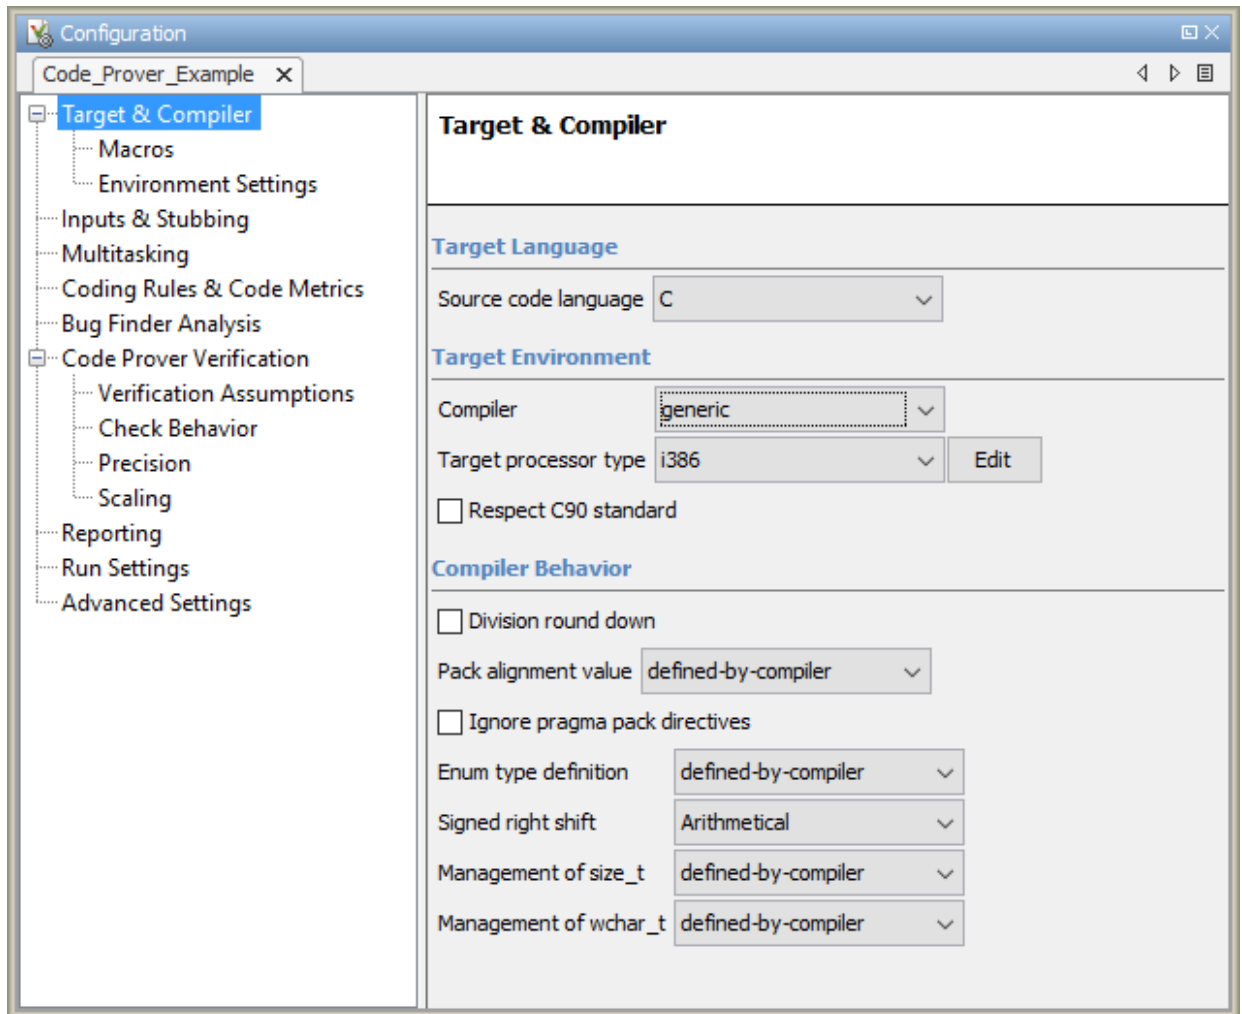 Configuration
Code_Prover_Example
Target & Compiler
Macros
Environment Settings
Inputs & Stubbing
Multitasking
Coding Rules & Code Metrics
Bug Finder Analysis
Code Prover Verification
Verification Assumptions
Check Behavior
Precision
Scaling
Reporting
Run Settings
Advanced Settings
Target & Compiler
Target Language
Source code language C
Target Environment
Compiler generic
Target processor type i386 Edit
Respect C90 standard
Compiler Behavior
Division round down
Pack alignment value defined-by-compiler
Ignore pragma pack directives
Enum type definition defined-by-compiler
Signed right shift Arithmetical
Management of size_t defined-by-compiler
Management of wchar_t defined-by-compiler